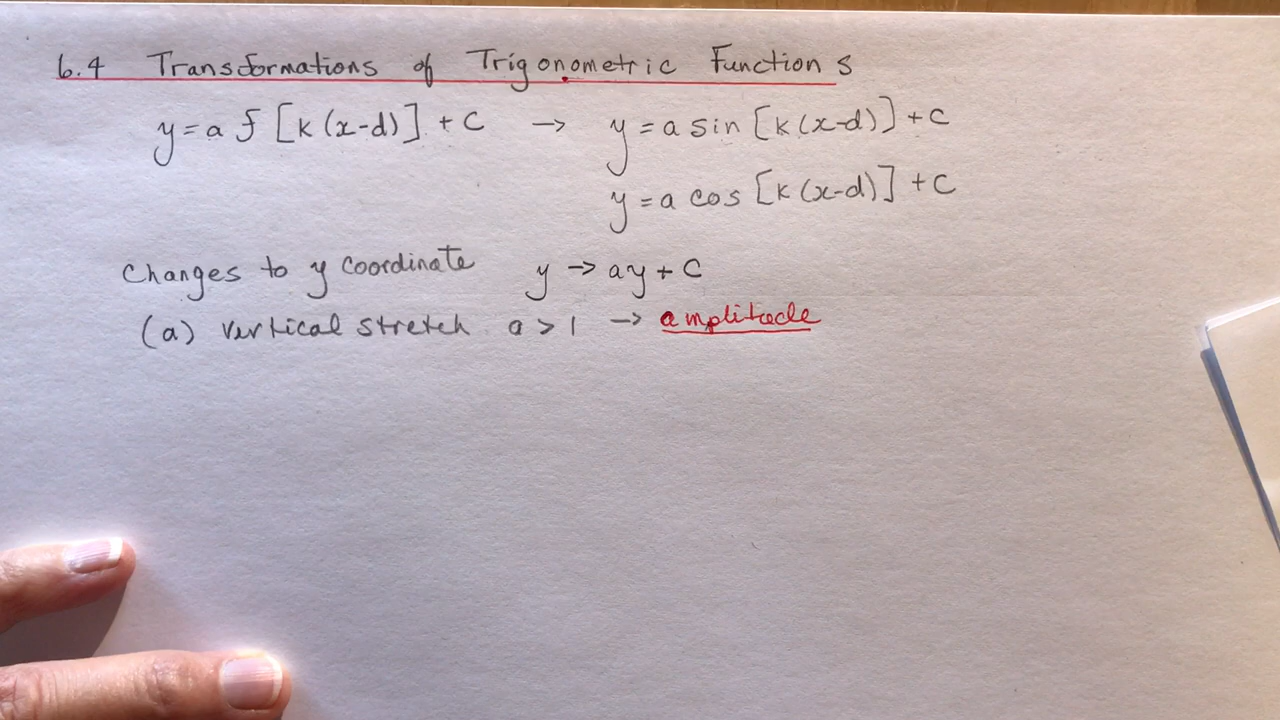 6.4 Transformations of Trigonometric Functions
y = a f [k(x-d)] + c → y = a sin [k(x-d)] + c
y = a cos [k(x-d)] + c
Changes to y coordinate y → ay + c
(a) vertical stretch a > 1 → amplitude